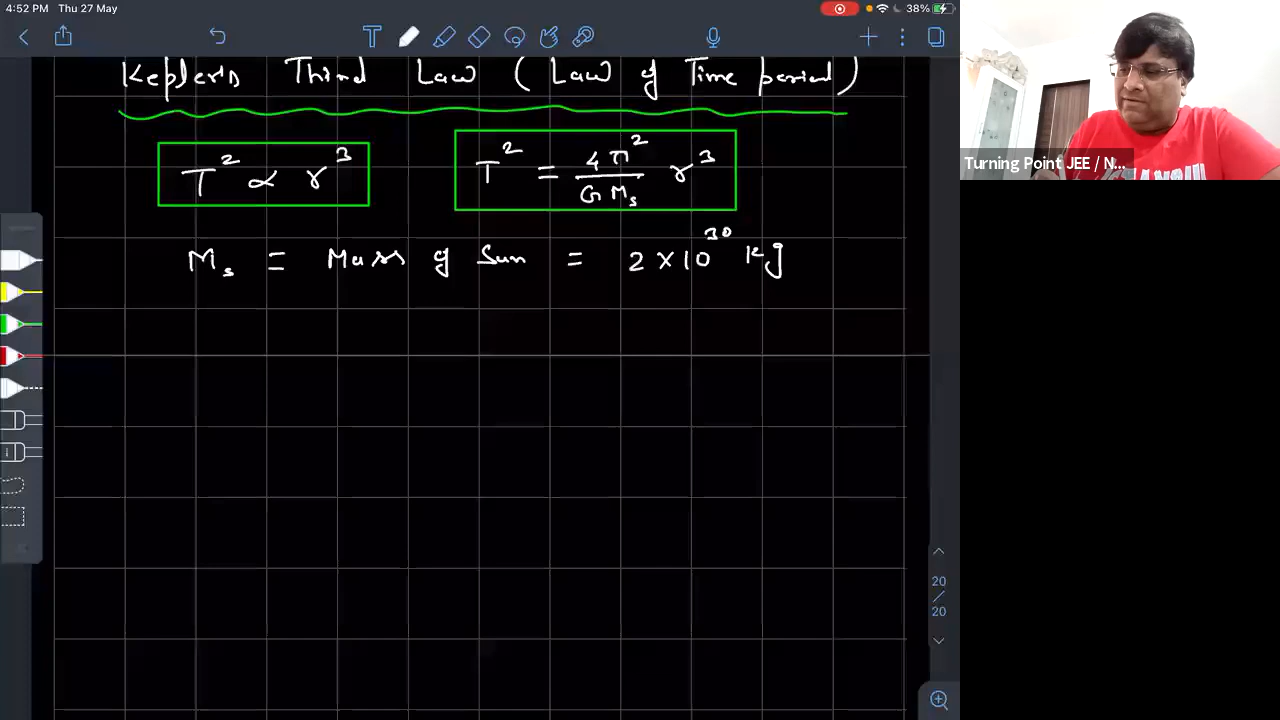 4:52 PM Thu 27 May
38%
Kepler's Third Law ( Law of Time period )
T² ∝ r³
T² = 4π²/GMₛ r³
Mₛ = Mass of Sun = 2 × 10³⁰ kg
20
/
20
Turning Point JEE / N...